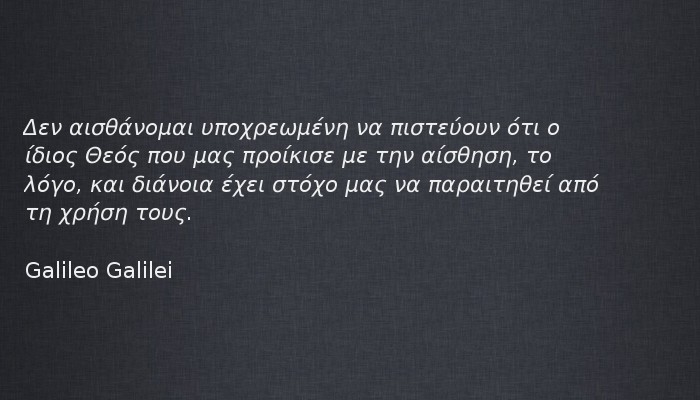 Δεν αισθάνομαι υποχρεωμένη να πιστεύουν ότι ο
ίδιος Θεός που μας προίκισε με την αίσθηση, το
λόγο, και διάνοια έχει στόχο μας να παραιτηθεί από
τη χρήση τους.
Galileo Galilei